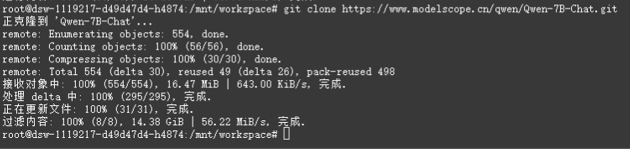 root@dsw-1119217-d49d47d4-h4874:/mnt/workspace# git clone https://www.modelscope.cn/qwen/Qwen-7B-Chat.git
正克隆到 'Qwen-7B-Chat'...
remote: Enumerating objects: 554, done.
remote: Counting objects: 100% (56/56), done.
remote: Compressing objects: 100% (30/30), done.
remote: Total 554 (delta 30), reused 49 (delta 26), pack-reused 498
接收对象中: 100% (554/554), 16.47 MiB | 643.00 KiB/s, 完成.
处理 delta 中: 100% (295/295), 完成.
正在更新文件: 100% (31/31), 完成.
过滤内容: 100% (8/8), 14.38 GiB | 56.22 MiB/s, 完成.
root@dsw-1119217-d49d47d4-h4874:/mnt/workspace#